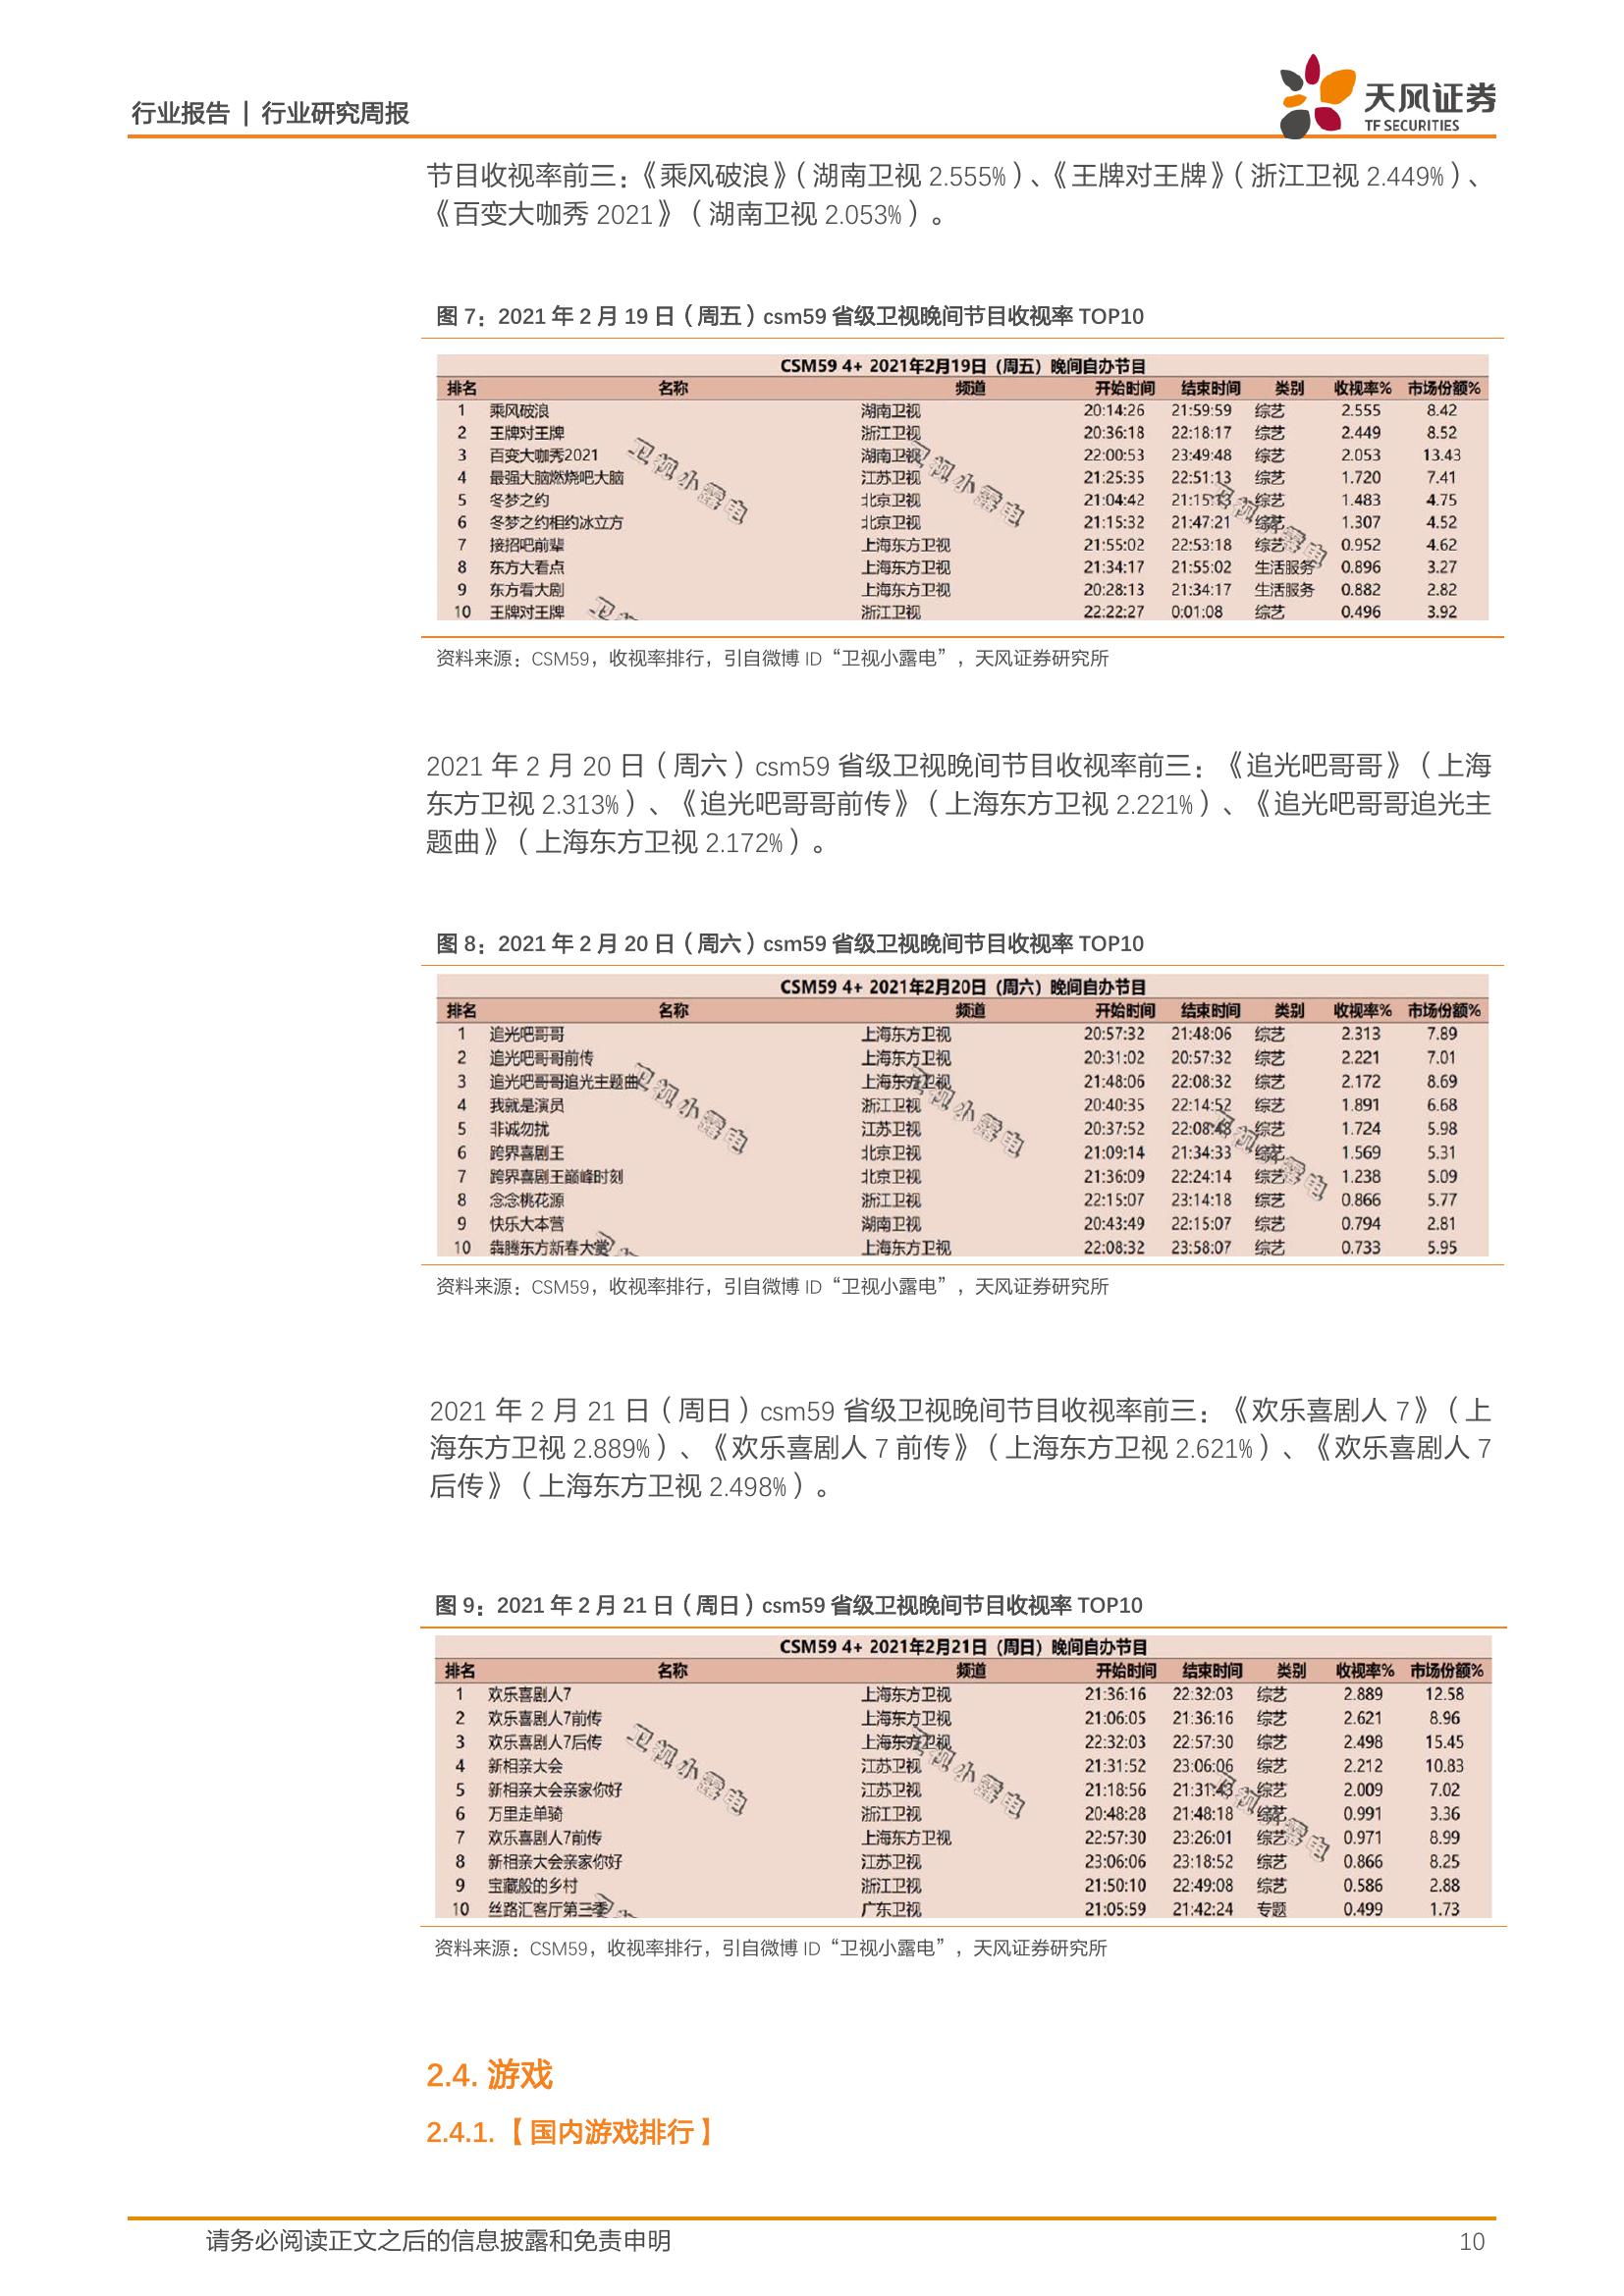 行业报告 | 行业研究周报
天风证券
TF SECURITIES
节目收视率前三：《乘风破浪》（湖南卫视 2.555%）、《王牌对王牌》（浙江卫视 2.449%）、
《百变大咖秀 2021》（湖南卫视 2.053%）。
图 7：2021 年 2 月 19 日（周五）csm59 省级卫视晚间节目收视率 TOP10
CSM59 4+ 2021年2月19日（周五）晚间自办节目
排名 名称 频道 开始时间 结束时间 类别 收视率% 市场份额%
1 乘风破浪 湖南卫视 20:14:26 21:59:59 综艺 2.555 8.42
2 王牌对王牌 浙江卫视 20:36:18 22:18:17 综艺 2.449 8.52
3 百变大咖秀2021 湖南卫视 22:00:53 23:49:48 综艺 2.053 13.43
4 最强大脑燃烧吧大脑 江苏卫视 21:25:35 22:51:13 综艺 1.720 7.41
5 冬梦之约 北京卫视 21:04:42 综艺 1.483 4.75
6 冬梦之约相约冰立方 北京卫视 21:15:32 21:47:21 综艺 1.307 4.52
7 接招吧前辈 上海东方卫视 21:55:02 22:53:18 综艺 0.952 4.62
8 东方大看点 上海东方卫视 21:34:17 21:55:02 生活服务 0.896 3.27
9 东方看大剧 上海东方卫视 20:28:13 21:34:17 生活服务 0.882 2.82
10 王牌对王牌 浙江卫视 22:22:27 0:01:08 综艺 0.496 3.92
卫视小露电 卫视小露电 卫视小露电
资料来源：CSM59，收视率排行，引自微博 ID“卫视小露电”，天风证券研究所
2021 年 2 月 20 日（周六）csm59 省级卫视晚间节目收视率前三：《追光吧哥哥》（上海
东方卫视 2.313%）、《追光吧哥哥前传》（上海东方卫视 2.221%）、《追光吧哥哥追光主
题曲》（上海东方卫视 2.172%）。
图 8：2021 年 2 月 20 日（周六）csm59 省级卫视晚间节目收视率 TOP10
CSM59 4+ 2021年2月20日（周六）晚间自办节目
排名 名称 频道 开始时间 结束时间 类别 收视率% 市场份额%
1 追光吧哥哥 上海东方卫视 20:57:32 21:48:06 综艺 2.313 7.89
2 追光吧哥哥前传 上海东方卫视 20:31:02 20:57:32 综艺 2.221 7.01
3 追光吧哥哥追光主题曲 上海东方卫视 21:48:06 22:08:32 综艺 2.172 8.69
4 我就是演员 浙江卫视 20:40:35 22:14:52 综艺 1.891 6.68
5 非诚勿扰 江苏卫视 20:37:52 综艺 1.724 5.98
6 跨界喜剧王 北京卫视 21:09:14 21:34:33 综艺 1.569 5.31
7 跨界喜剧王巅峰时刻 北京卫视 21:36:09 22:24:14 综艺 1.238 5.09
8 念念桃花源 浙江卫视 22:15:07 23:14:18 综艺 0.866 5.77
9 快乐大本营 湖南卫视 20:43:49 22:15:07 综艺 0.794 2.81
10 犇腾东方新春大赏 上海东方卫视 22:08:32 23:58:07 综艺 0.733 5.95
卫视小露电 卫视小露电 卫视小露电
资料来源：CSM59，收视率排行，引自微博 ID“卫视小露电”，天风证券研究所
2021 年 2 月 21 日（周日）csm59 省级卫视晚间节目收视率前三：《欢乐喜剧人 7》（上
海东方卫视 2.889%）、《欢乐喜剧人 7 前传》（上海东方卫视 2.621%）、《欢乐喜剧人 7
后传》（上海东方卫视 2.498%）。
图 9：2021 年 2 月 21 日（周日）csm59 省级卫视晚间节目收视率 TOP10
CSM59 4+ 2021年2月21日（周日）晚间自办节目
排名 名称 频道 开始时间 结束时间 类别 收视率% 市场份额%
1 欢乐喜剧人7 上海东方卫视 21:36:16 22:32:03 综艺 2.889 12.58
2 欢乐喜剧人7前传 上海东方卫视 21:06:05 21:36:16 综艺 2.621 8.96
3 欢乐喜剧人7后传 上海东方卫视 22:32:03 22:57:30 综艺 2.498 15.45
4 新相亲大会 江苏卫视 21:31:52 23:06:06 综艺 2.212 10.83
5 新相亲大会亲家你好 江苏卫视 21:18:56 综艺 2.009 7.02
6 万里走单骑 浙江卫视 20:48:28 21:48:18 综艺 0.991 3.36
7 欢乐喜剧人7前传 上海东方卫视 22:57:30 23:26:01 综艺 0.971 8.99
8 新相亲大会亲家你好 江苏卫视 23:06:06 23:18:52 综艺 0.866 8.25
9 宝藏般的乡村 浙江卫视 21:50:10 22:49:08 综艺 0.586 2.88
10 丝路汇客厅第三季 广东卫视 21:05:59 21:42:24 专题 0.499 1.73
卫视小露电 卫视小露电 卫视小露电
资料来源：CSM59，收视率排行，引自微博 ID“卫视小露电”，天风证券研究所
2.4. 游戏
2.4.1.【国内游戏排行】
请务必阅读正文之后的信息披露和免责申明
10